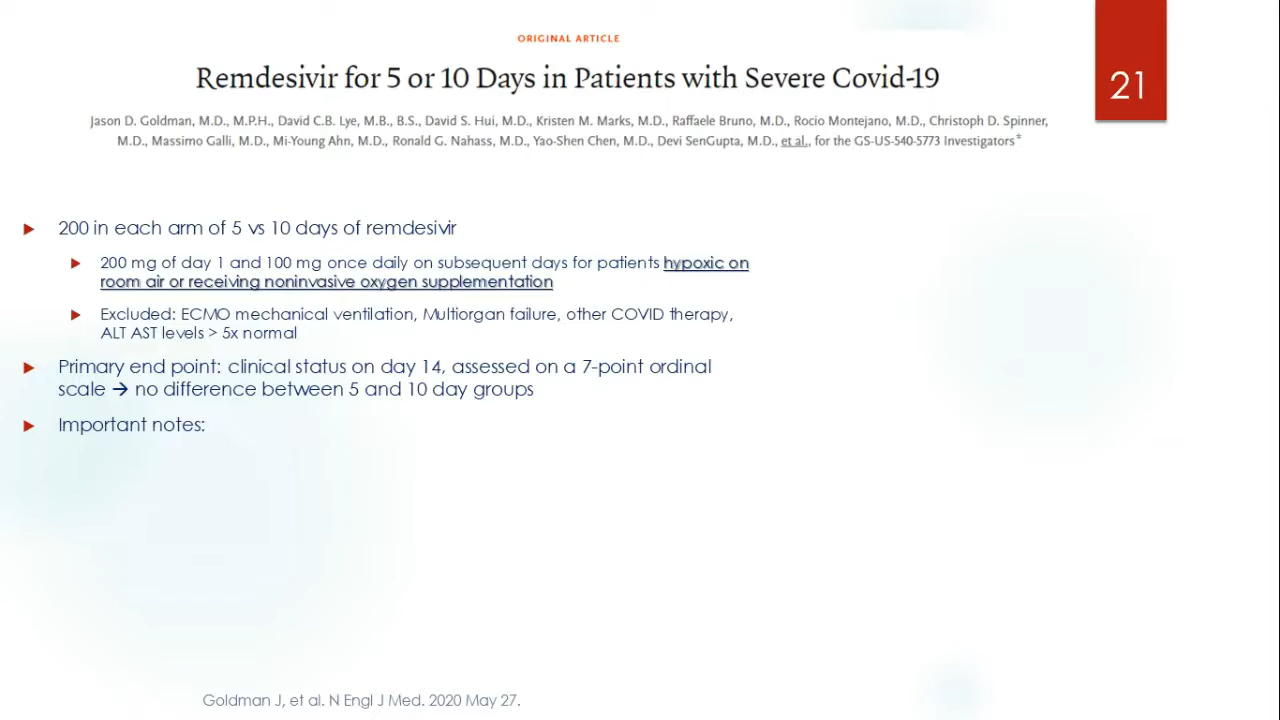 ORIGINAL ARTICLE
Remdesivir for 5 or 10 Days in Patients with Severe Covid-19
21
Jason D. Goldman, M.D., M.P.H., David C.B. Lye, M.B., B.S., David S. Hui, M.D., Kristen M. Marks, M.D., Raffaele Bruno, M.D., Rocio Montejano, M.D., Christoph D. Spinner,
M.D., Massimo Galli, M.D., Mi-Young Ahn, M.D., Ronald G. Nahass, M.D., Yao-Shen Chen, M.D., Devi SenGupta, M.D., et al., for the GS-US-540-5773 Investigators*
200 in each arm of 5 vs 10 days of remdesivir
200 mg of day 1 and 100 mg once daily on subsequent days for patients hypoxic on
room air or receiving noninvasive oxygen supplementation
Excluded: ECMO mechanical ventilation, Multiorgan failure, other COVID therapy,
ALT AST levels > 5x normal
Primary end point: clinical status on day 14, assessed on a 7-point ordinal
scale → no difference between 5 and 10 day groups
Important notes:
Goldman J, et al. N Engl J Med. 2020 May 27.